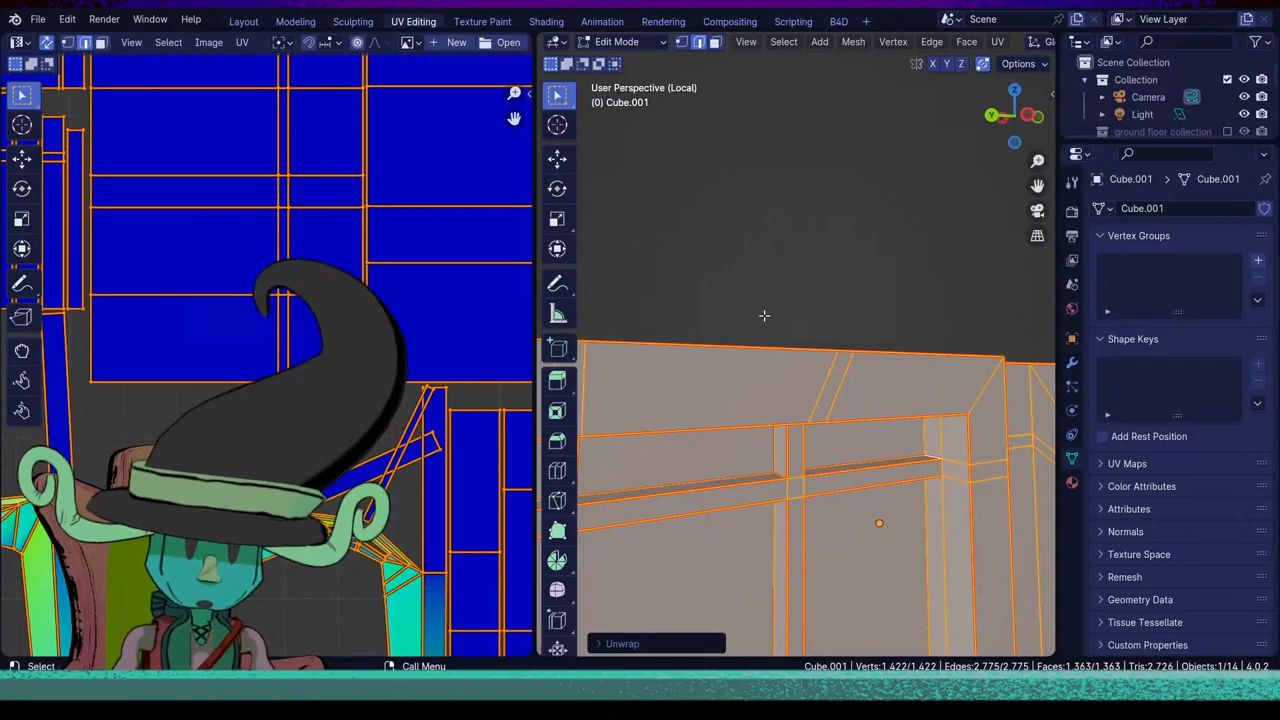 File Edit Render Window Help Layout Modeling Sculpting UV Editing Texture Paint Shading Animation Rendering Compositing Scripting B4D + Scene View Layer
View Select Image UV New Open Edit Mode View Select Add Mesh Vertex Edge Face UV Gl
X Y Z Options
Scene Collection
Collection
Camera
Light
ground floor collection
User Perspective (Local)
(0) Cube.001
Z
Y
Cube.001 > Cube.001
Cube.001
Vertex Groups
Shape Keys
Add Rest Position
UV Maps
Color Attributes
Attributes
Normals
Texture Space
Remesh
Geometry Data
Tissue Tessellate
Custom Properties
> Unwrap
Select Call Menu Cube.001 | Verts:1,422/1,422 | Edges:2,775/2,775 | Faces:1,363/1,363 | Tris:2,726 | Objects:1/14 | 4.0.2